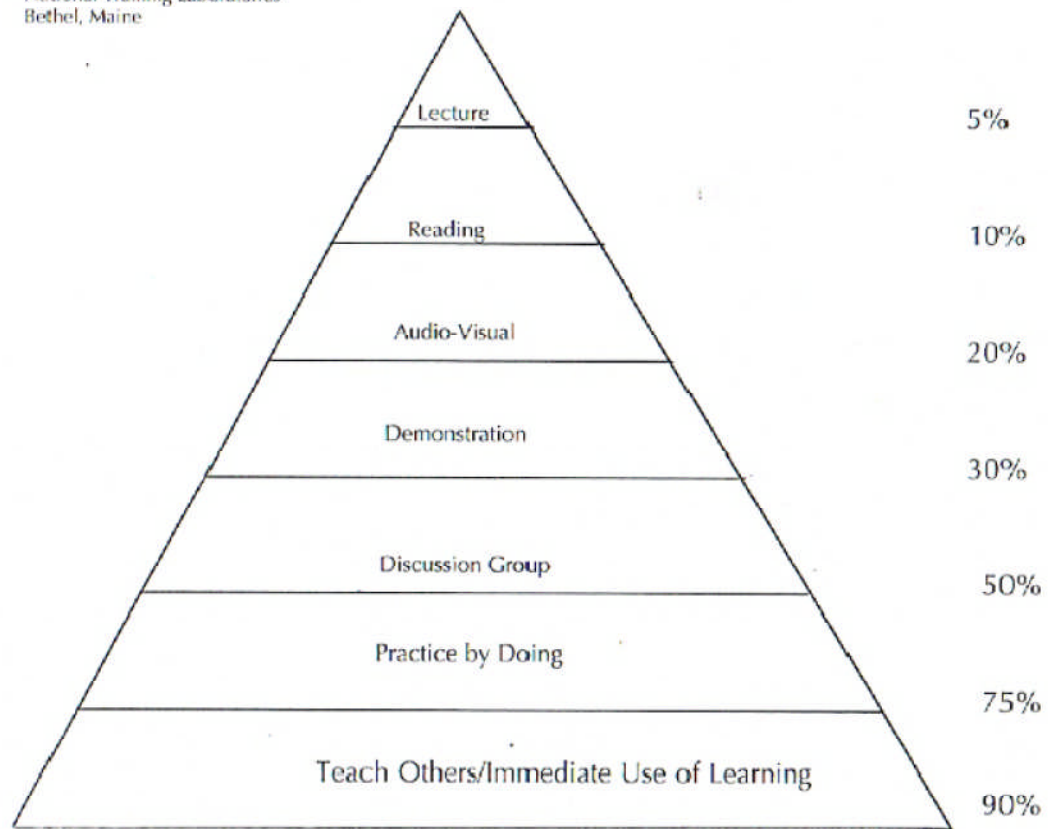 Bethel, Maine
Lecture
5%
Reading
10%
Audio-Visual
20%
Demonstration
30%
Discussion Group
50%
Practice by Doing
75%
Teach Others/Immediate Use of Learning
90%